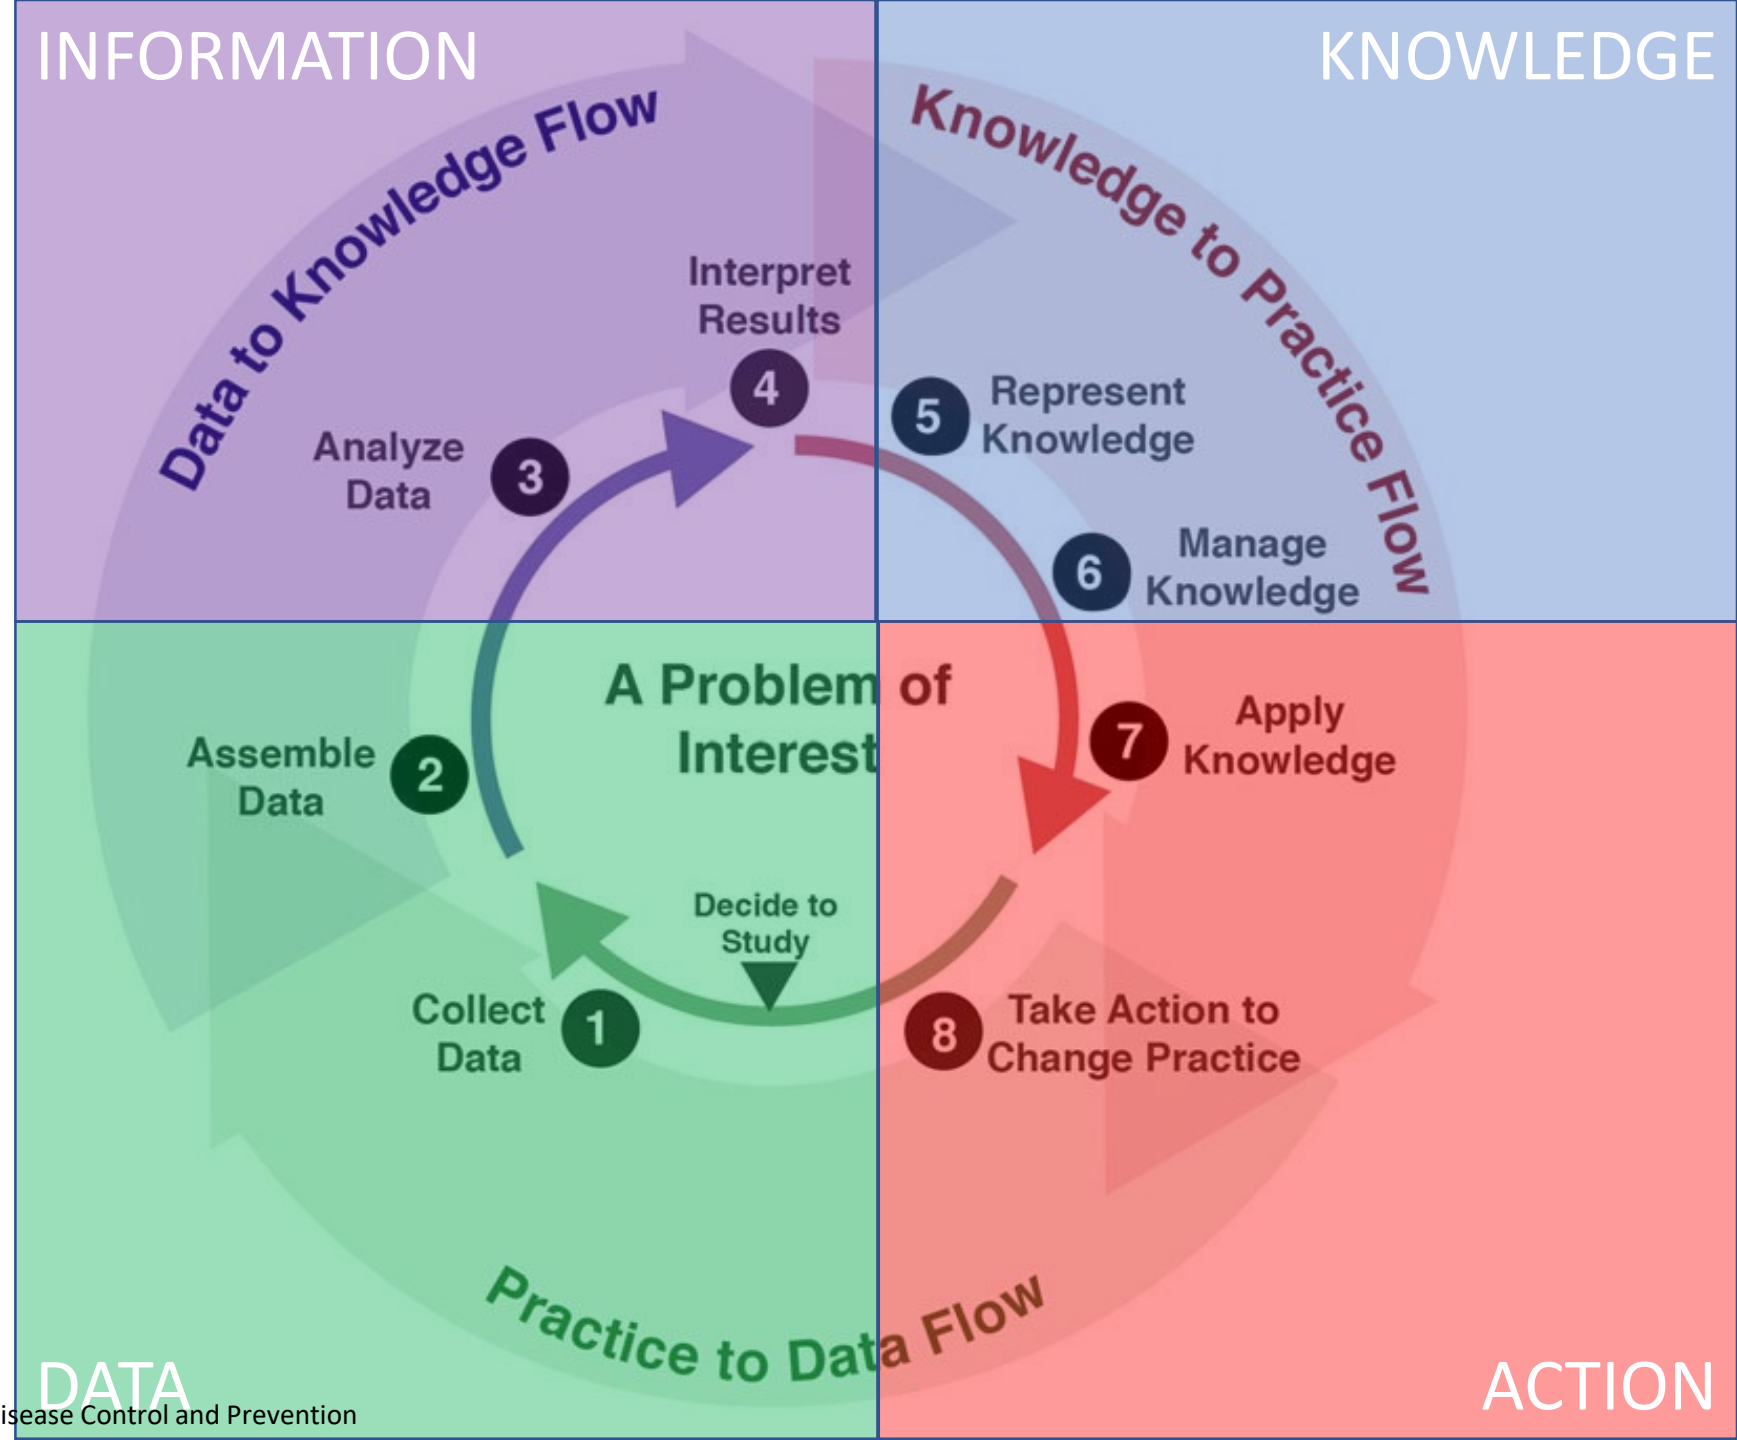 INFORMATION
KNOWLEDGE
Data to Knowledge Flow
Knowledge to Practice Flow
Interpret
Results
4
5
Represent
Knowledge
Analyze
Data
3
6
Manage
Knowledge
A Problem of
Interest
Assemble
Data
2
7
Apply
Knowledge
Decide to
Study
Collect
Data
1
8
Take Action to
Change Practice
Practice to Data Flow
DATA
ACTION
isease Control and Prevention